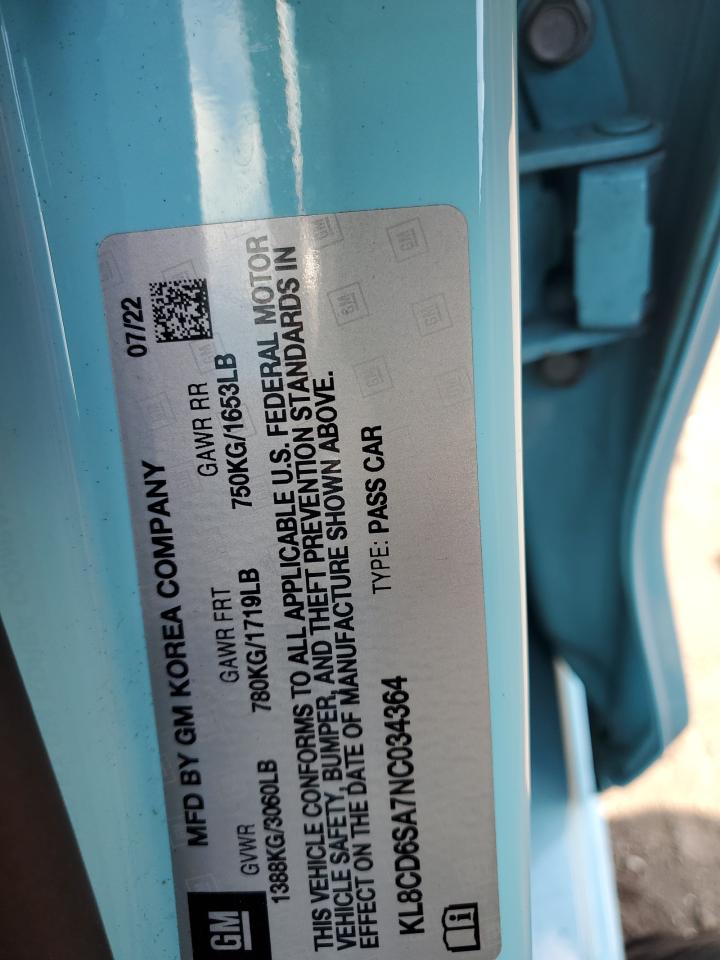 GM
MFD BY GM KOREA COMPANY 07/22
GVWR GAWR FRT GAWR RR
1388KG/3060LB 780KG/1719LB 750KG/1653LB
THIS VEHICLE CONFORMS TO ALL APPLICABLE U.S. FEDERAL MOTOR
VEHICLE SAFETY, BUMPER, AND THEFT PREVENTION STANDARDS IN
EFFECT ON THE DATE OF MANUFACTURE SHOWN ABOVE.
KL8CD6SA7NC034364 TYPE: PASS CAR